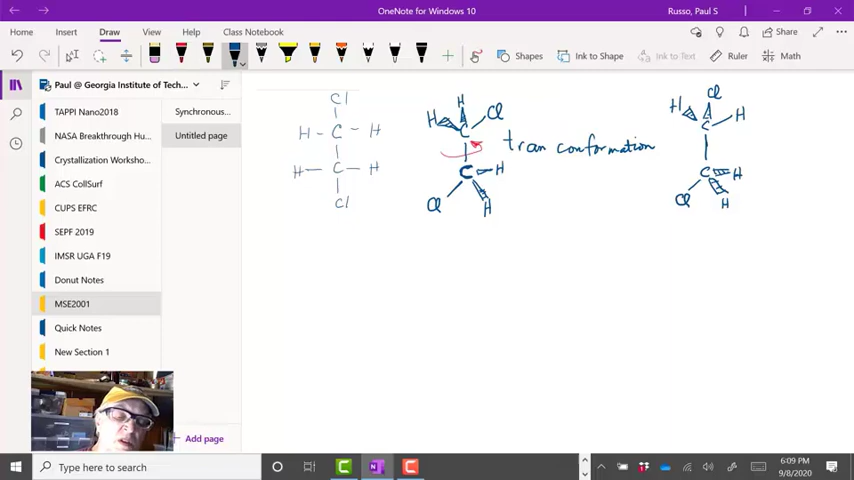 OneNote for Windows 10
Russo, Paul S
Home Insert Draw View Help Class Notebook
Share
Shapes
Ink to Shape
Ink to Text
Ruler
Math
Paul @ Georgia Institute of Tech...
TAPPI Nano2018
NASA Breakthrough Hu...
Crystallization Worksho...
ACS CollSurf
CUPS EFRC
SEPF 2019
IMSR UGA F19
Donut Notes
MSE2001
Quick Notes
New Section 1
Synchronous...
Untitled page
Add page
Cl
H - C - H
H - C - H
Cl
H
H Cl
C
C H
Cl H
tran conformation
Cl
H H
C
C H
Cl H
Type here to search
6:09 PM
9/8/2020